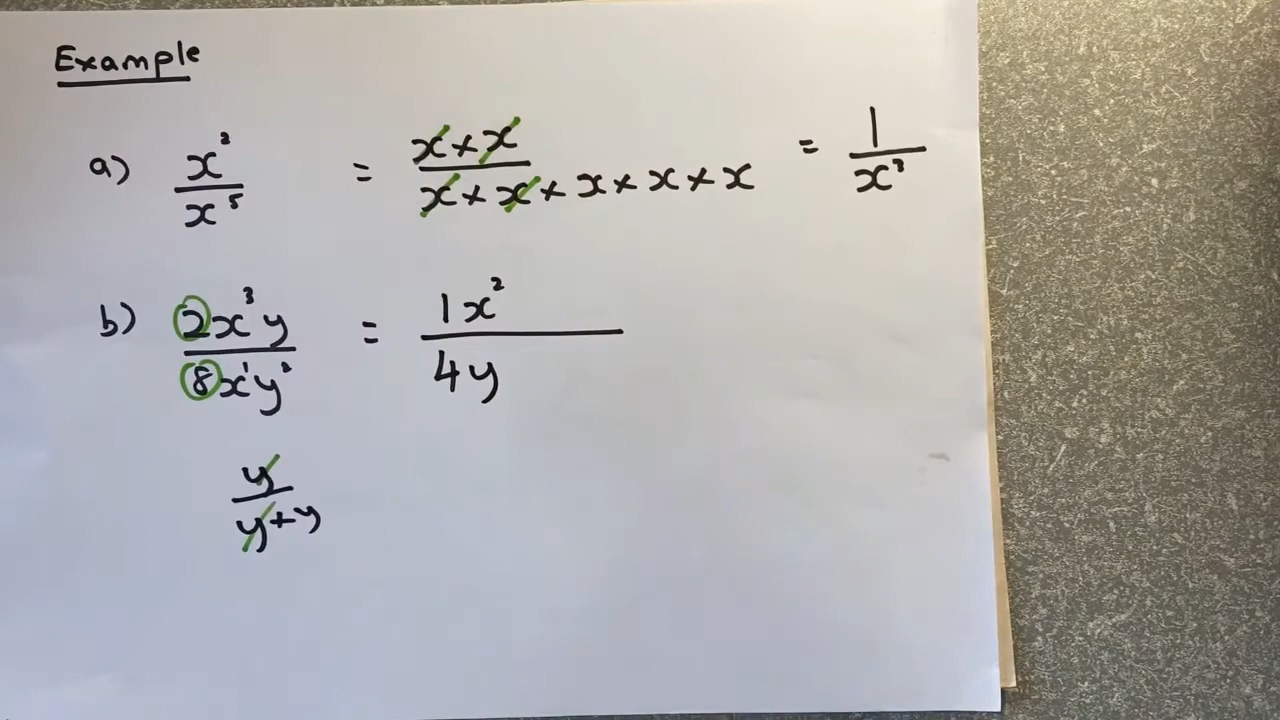 Example
a) x² / x⁵ = x × x / x × x × x × x × x = 1 / x³
b) 2x³y / 8x¹y² = 1x² / 4y
y / y × y